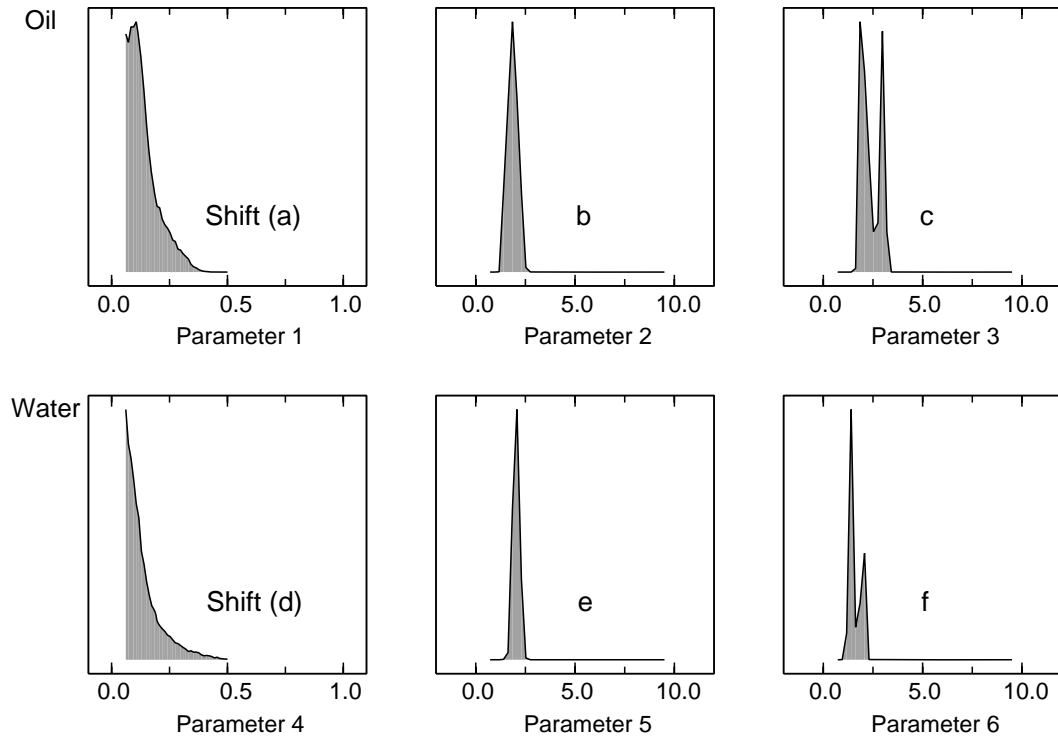 Oil
Shift (a)
0.0 0.5 1.0
Parameter 1
b
0.0 5.0 10.0
Parameter 2
c
0.0 5.0 10.0
Parameter 3
Water
Shift (d)
0.0 0.5 1.0
Parameter 4
e
0.0 5.0 10.0
Parameter 5
f
0.0 5.0 10.0
Parameter 6